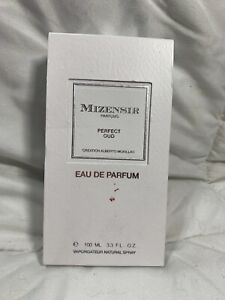 MIZENSIR
PARFUMS
PERFECT
OUD
CREATION ALBERTO MORILLAS
EAU DE PARFUM
e 100 ML 3.3 FL. OZ.
VAPORISATEUR NATURAL SPRAY